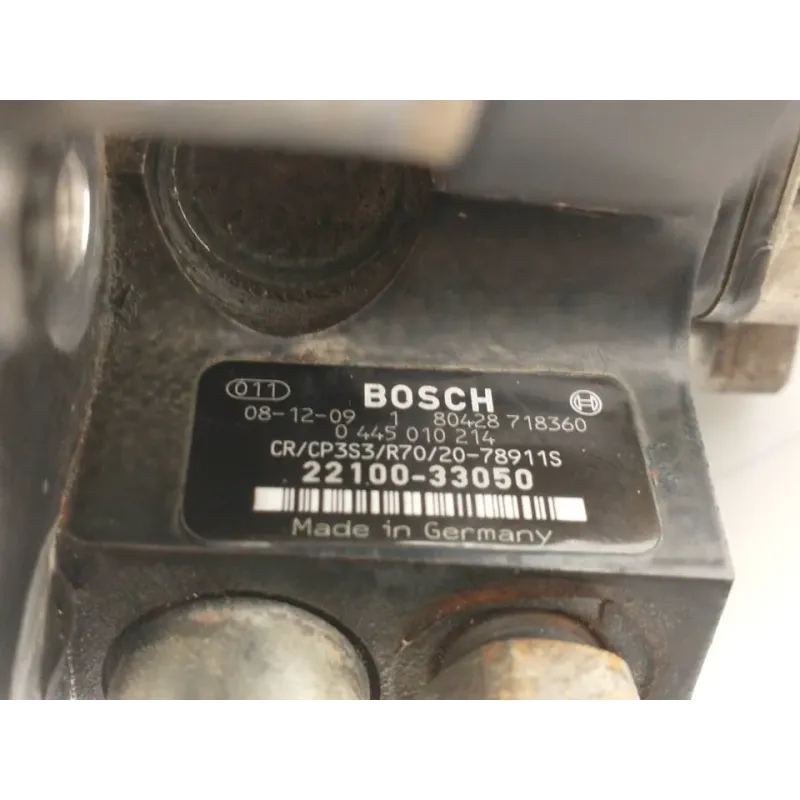 011 BOSCH
08-12-09 1 80428 718360
0 445 010 214
CR/CP3S3/R70/20-78911S
22100-33050
Made in Germany